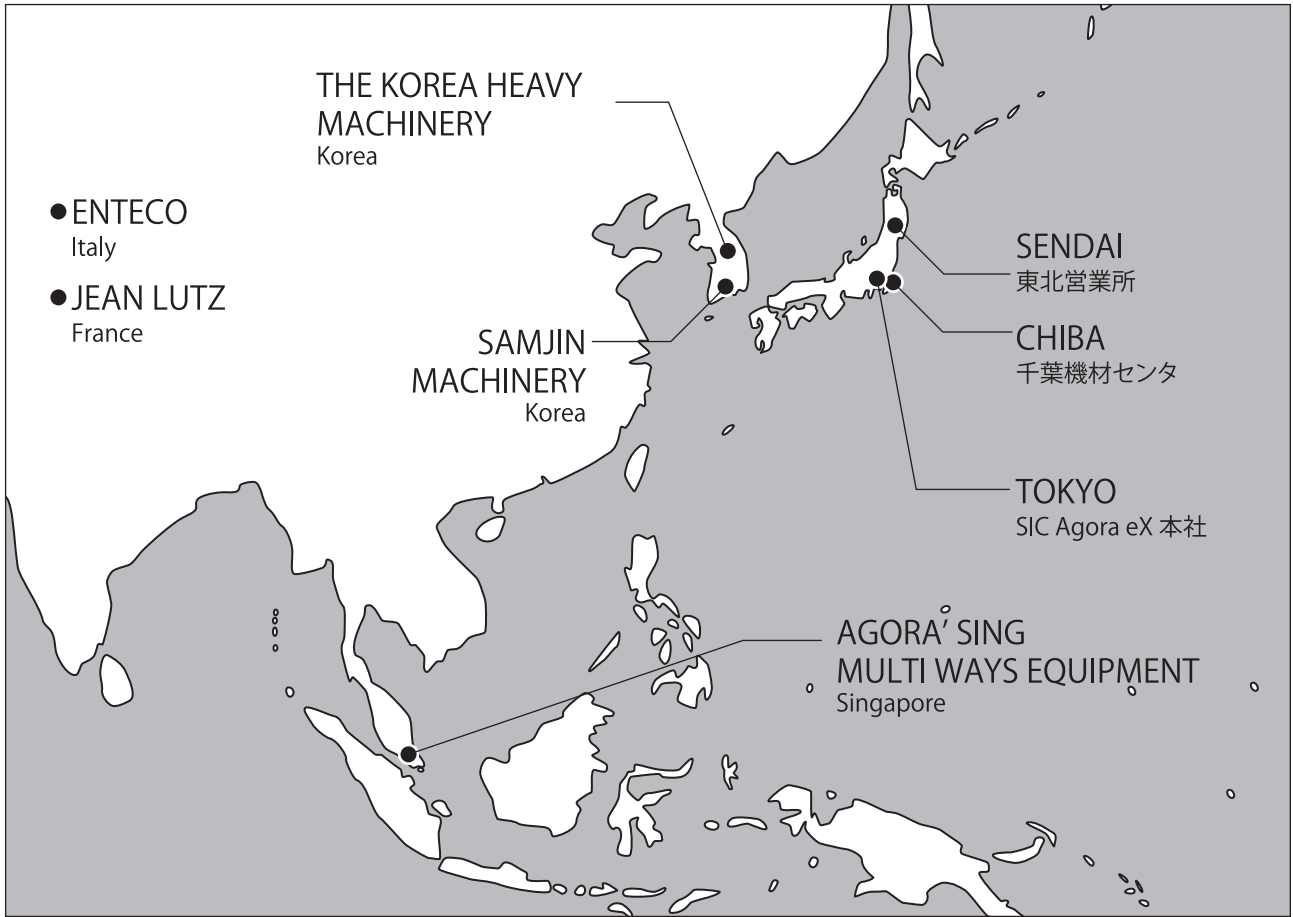 THE KOREA HEAVY
MACHINERY
Korea
●ENTECO
Italy
●JEAN LUTZ
France
SAMJIN
MACHINERY
Korea
SENDAI
東北営業所
CHIBA
千葉機材センタ
TOKYO
SIC Agora eX 本社
AGORA’ SING
MULTI WAYS EQUIPMENT
Singapore